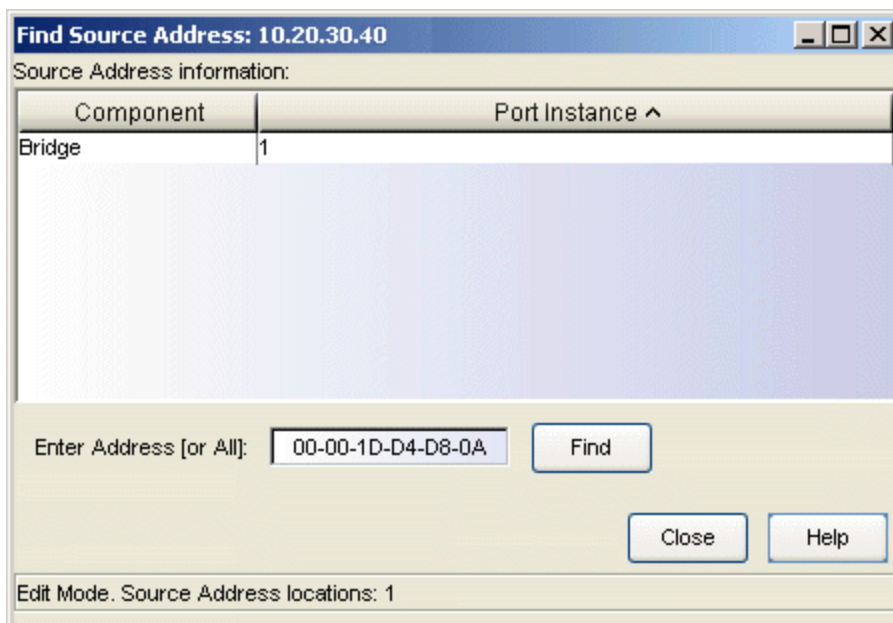 Find Source Address: 10.20.30.40
Source Address information:
Component Port Instance
Bridge 1
Enter Address [or All]: 00-00-1D-D4-D8-0A Find
Close Help
Edit Mode. Source Address locations: 1